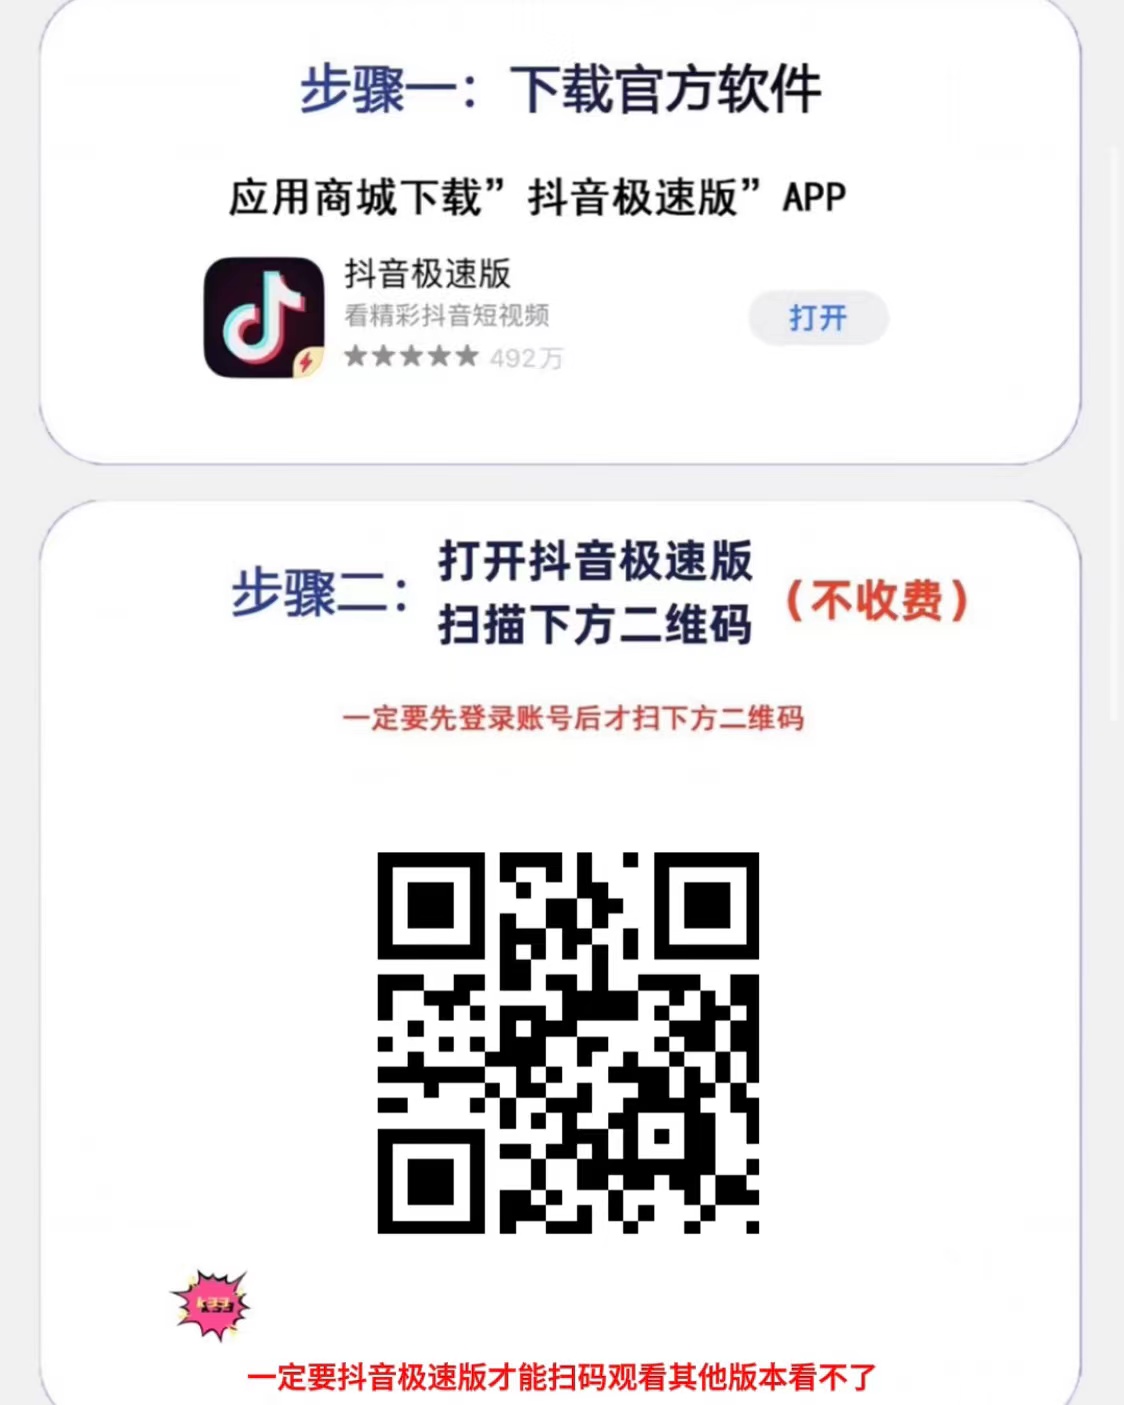 步骤一：下载官方软件
应用商城下载”抖音极速版”APP
抖音极速版
看精彩抖音短视频
492万
打开
步骤二：
打开抖音极速版
扫描下方二维码
（不收费）
一定要先登录账号后才扫下方二维码
一定要抖音极速版才能扫码观看其他版本看不了